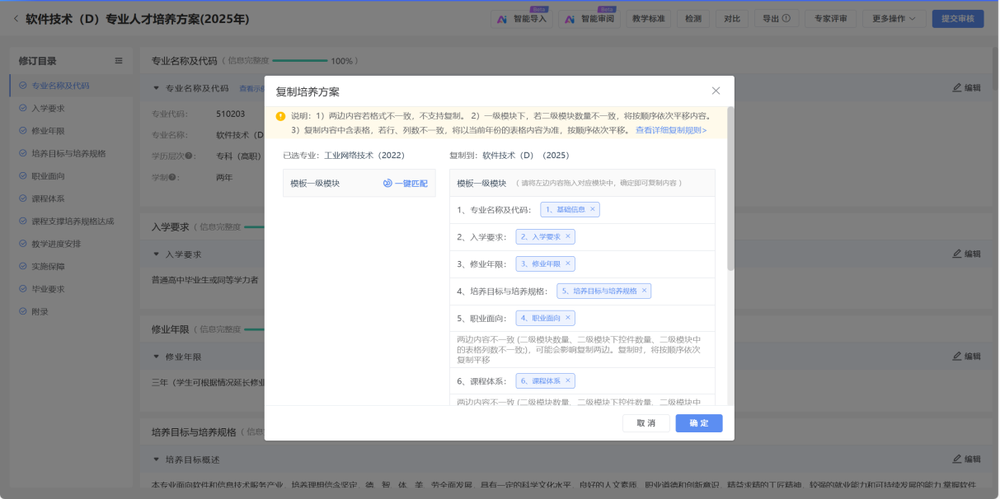 软件技术（D）专业人才培养方案(2025年)
Beta
智能导入
Beta
智能审阅
教学标准
检测
对比
导出
专家评审
更多操作
提交审核
修订目录
专业名称及代码
入学要求
修业年限
培养目标与培养规格
职业面向
课程体系
课程支撑培养规格达成
教学进度安排
实施保障
毕业要求
附录
专业名称及代码（信息完整度 100%）
专业名称及代码 查看示
编辑
专业代码： 510203
专业名称： 软件技术（D
学历层次： 专科（高职）
学制： 两年
入学要求（信息完整度
入学要求
编辑
普通高中毕业生或同等学力者
修业年限（信息完整度
修业年限
编辑
三年（学生可根据情况延长修业
培养目标与培养规格（信息
培养目标概述
编辑
本专业面向软件和信息技术服务产业，培养理想信念坚定，德、智、体、美、劳全面发展，具有一定的科学文化水平，良好的人文素质、职业道德和创新意识，精益求精的工匠精神，较强的就业能力和可持续发展的能力,掌握软件
复制培养方案
说明：1）两边内容若格式不一致，不支持复制。 2）一级模块下，若二级模块数量不一致，将按顺序依次平移内容。
3）复制内容中含表格，若行、列数不一致，将以当前年份的表格内容为准，按顺序依次平移。 查看详细复制规则>
已选专业：工业网络技术（2022）
复制到：软件技术（D）（2025）
模板一级模块
一键匹配
模板一级模块 （ 请将左边内容拖入对应模块中，确定即可复制内容 ）
1、专业名称及代码： 1、基础信息 ×
2、入学要求： 2、入学要求 ×
3、修业年限： 3、修业年限 ×
4、培养目标与培养规格： 5、培养目标与培养规格 ×
5、职业面向： 4、职业面向 ×
两边内容不一致 (二级模块数量、二级模块下控件数量、二级模块中
的表格列数不一致;)，可能会影响复制两边。复制时，将按顺序依次
复制平移
6、课程体系： 6、课程体系 ×
两边内容不一致 (二级模块数量、二级模块下控件数量、二级模块中
取 消
确 定